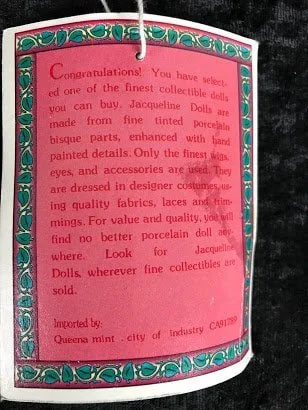 Congratulations! You have select-
ed one of the finest collectible dolls
you can buy. Jacqueline Dolls are
made from fine tinted porcelain
bisque parts, enhanced with hand
painted details. Only the finest wigs,
eyes, and accessories are used. They
are dressed in designer costumes us-
ing quality fabrics, laces and trim-
mings. For value and quality, you will
find no better porcelain doll any-
where. Look for Jacqueline
Dolls, wherever fine collectibles are
sold.
Imported by:
Queena mint . city of industry CA91789